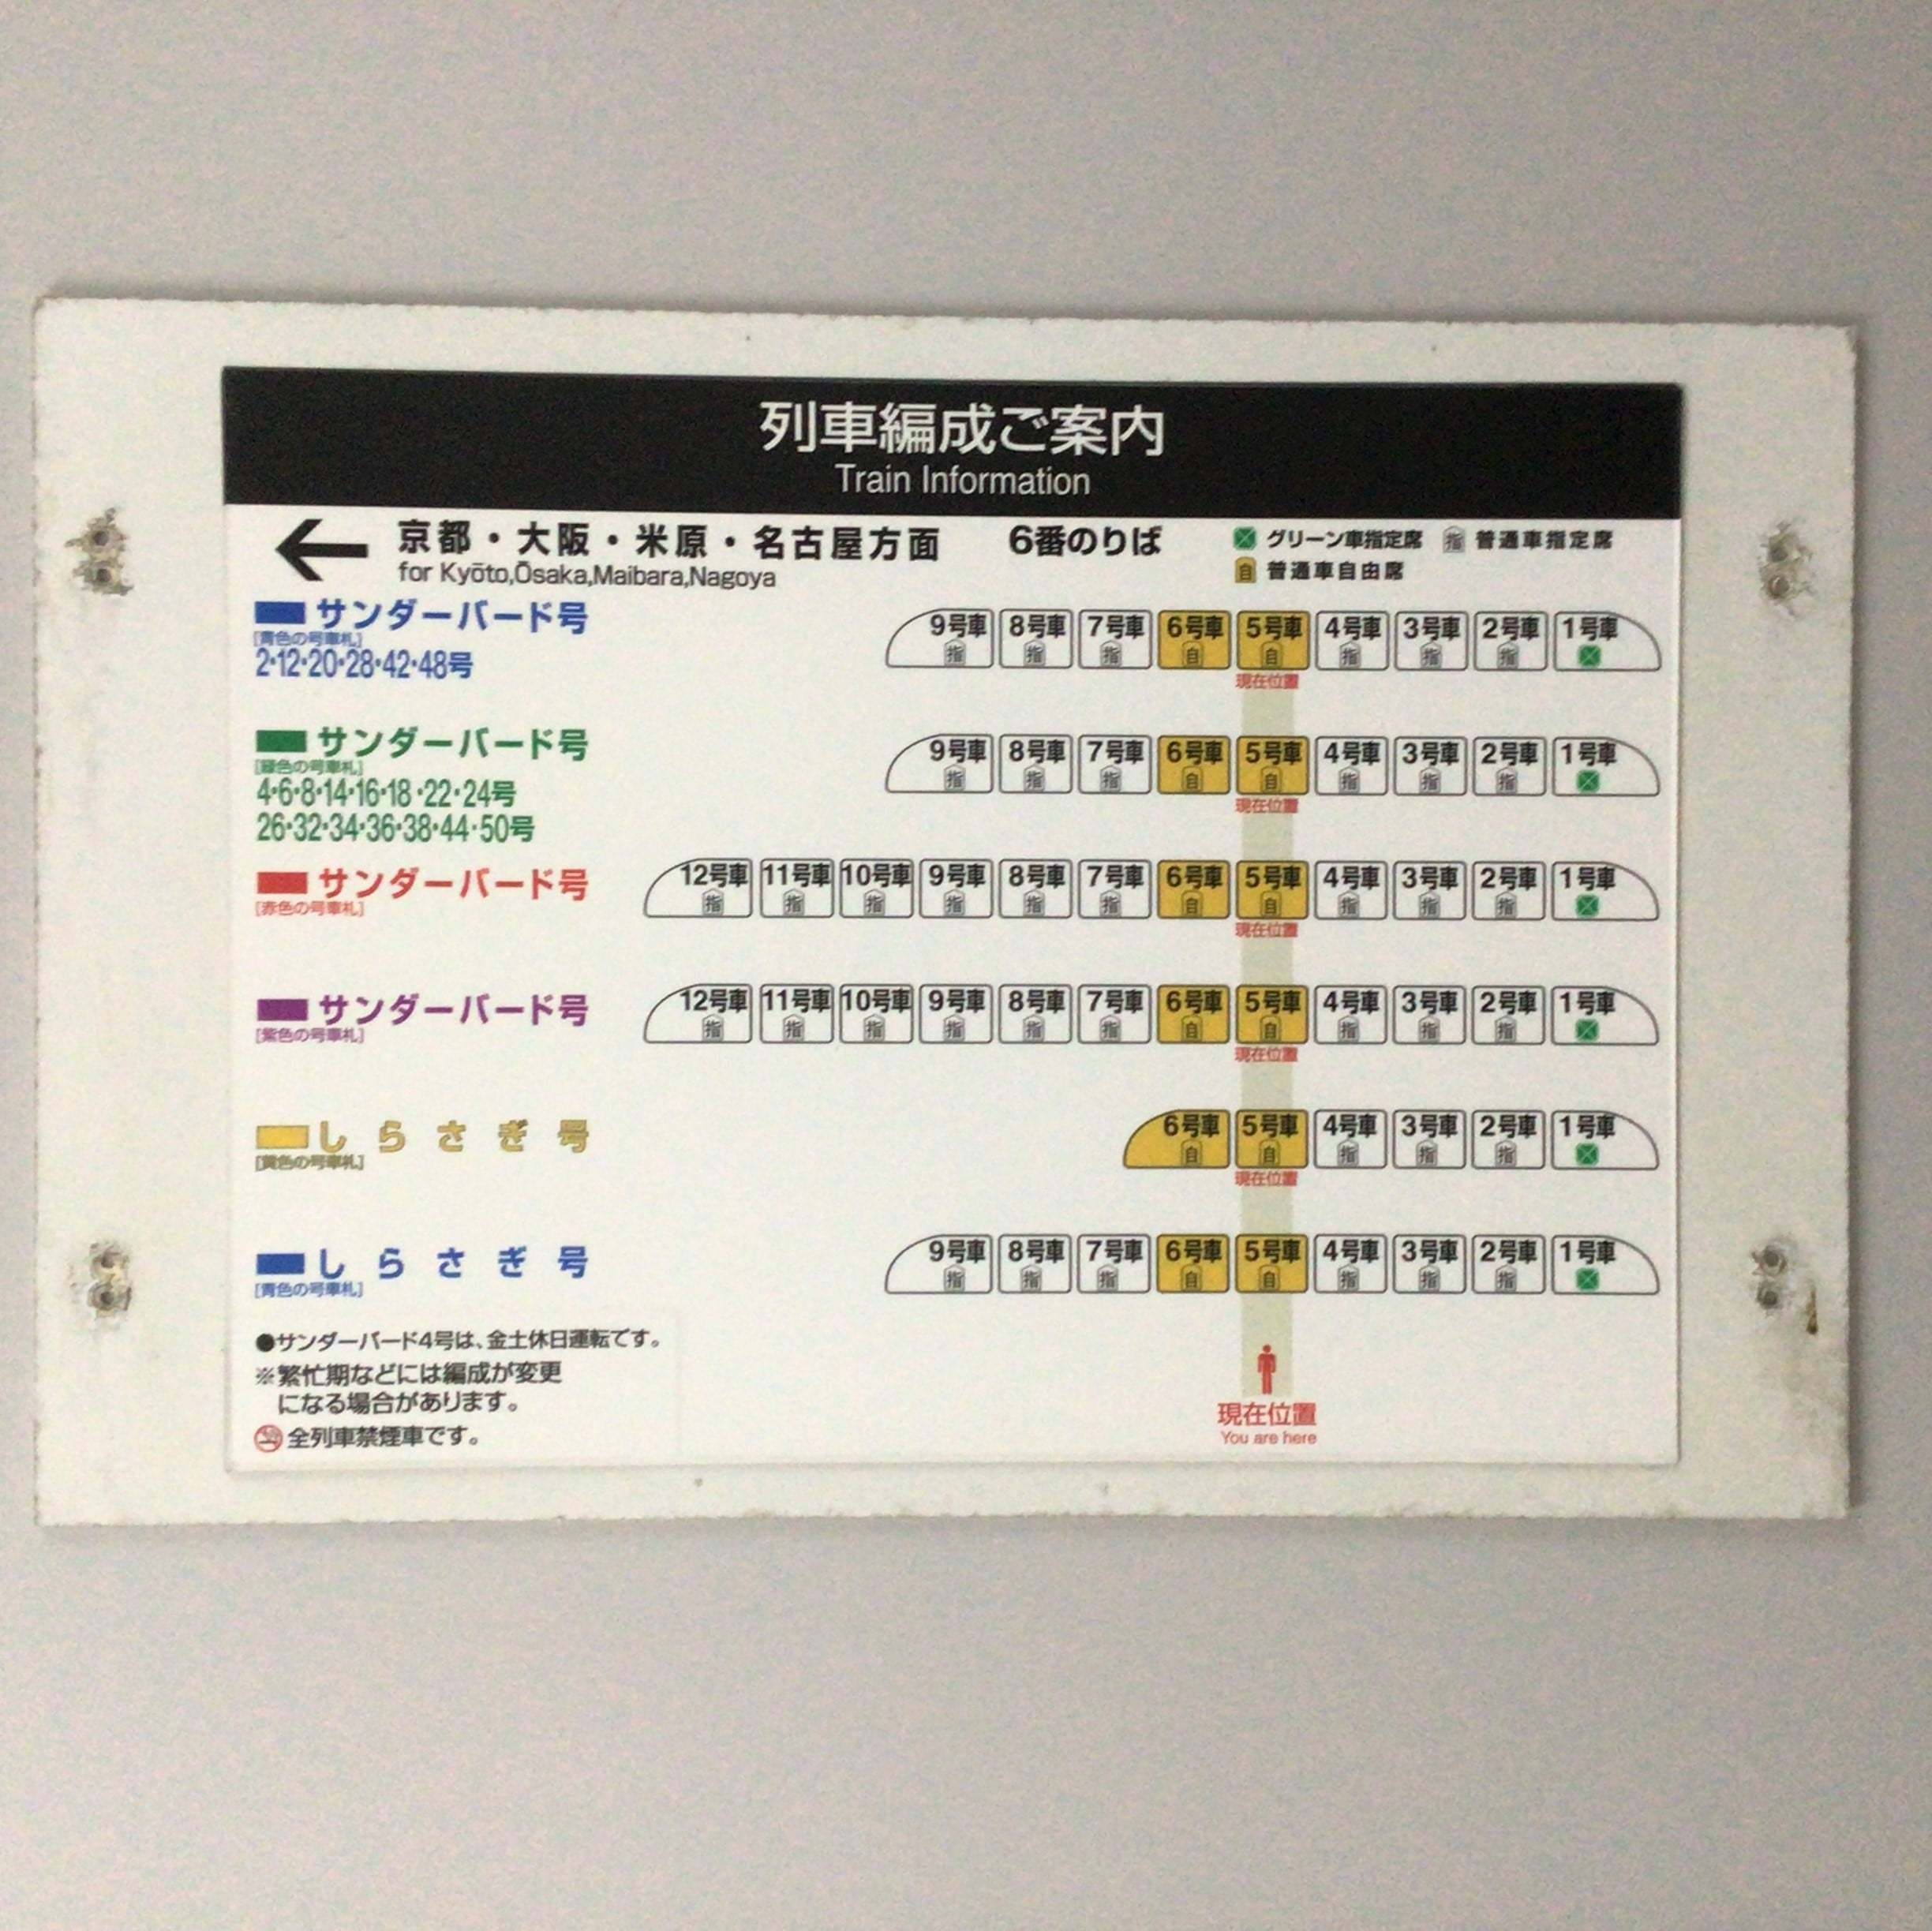 列車編成ご案内
Train Information
京都・大阪・米原・名古屋方面 6番のりば
for Kyōto,Ōsaka,Maibara,Nagoya
グリーン車指定席 指 普通車指定席
自 普通車自由席
サンダーバード号
[青色の号車札]
2・12・20・28・42・48号
9号車 8号車 7号車 6号車 5号車 4号車 3号車 2号車 1号車
指 指 指 自 自 指 指 指
現在位置
サンダーバード号
[緑色の号車札]
4・6・8・14・16・18・22・24号
26・32・34・36・38・44・50号
9号車 8号車 7号車 6号車 5号車 4号車 3号車 2号車 1号車
指 指 指 自 自 指 指 指
現在位置
サンダーバード号
[赤色の号車札]
12号車 11号車 10号車 9号車 8号車 7号車 6号車 5号車 4号車 3号車 2号車 1号車
指 指 指 指 指 指 自 自 指 指 指
現在位置
サンダーバード号
[紫色の号車札]
12号車 11号車 10号車 9号車 8号車 7号車 6号車 5号車 4号車 3号車 2号車 1号車
指 指 指 指 指 指 自 自 指 指 指
現在位置
しらさぎ号
[黄色の号車札]
6号車 5号車 4号車 3号車 2号車 1号車
自 自 指 指 指
現在位置
しらさぎ号
[青色の号車札]
9号車 8号車 7号車 6号車 5号車 4号車 3号車 2号車 1号車
指 指 指 自 自 指 指 指
●サンダーバード4号は、金土休日運転です。
※繁忙期などには編成が変更
になる場合があります。
全列車禁煙車です。
現在位置
You are here